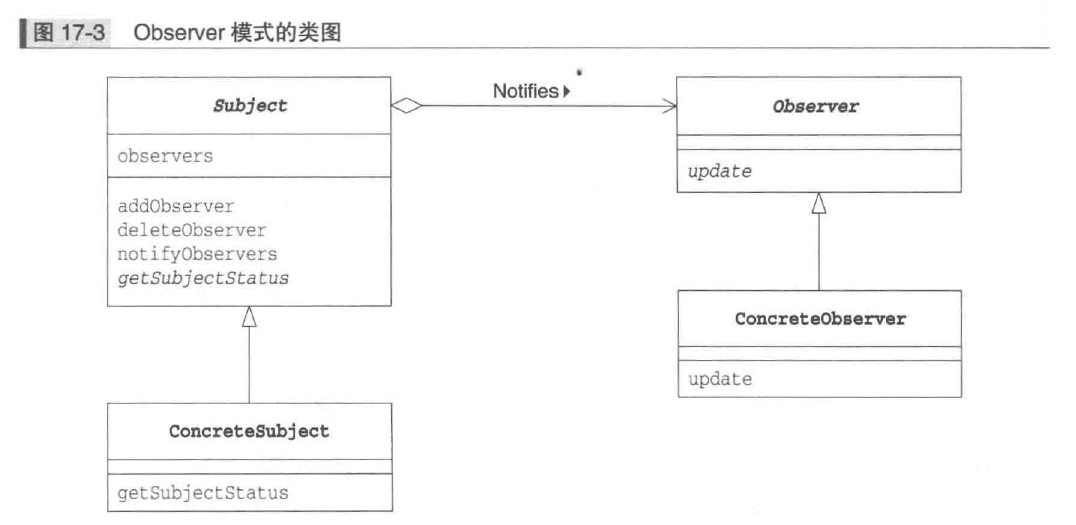 图 17-3 Observer 模式的类图
Subject
observers
addObserver
deleteObserver
notifyObservers
getSubjectStatus
Notifies
Observer
update
ConcreteObserver
update
ConcreteSubject
getSubjectStatus